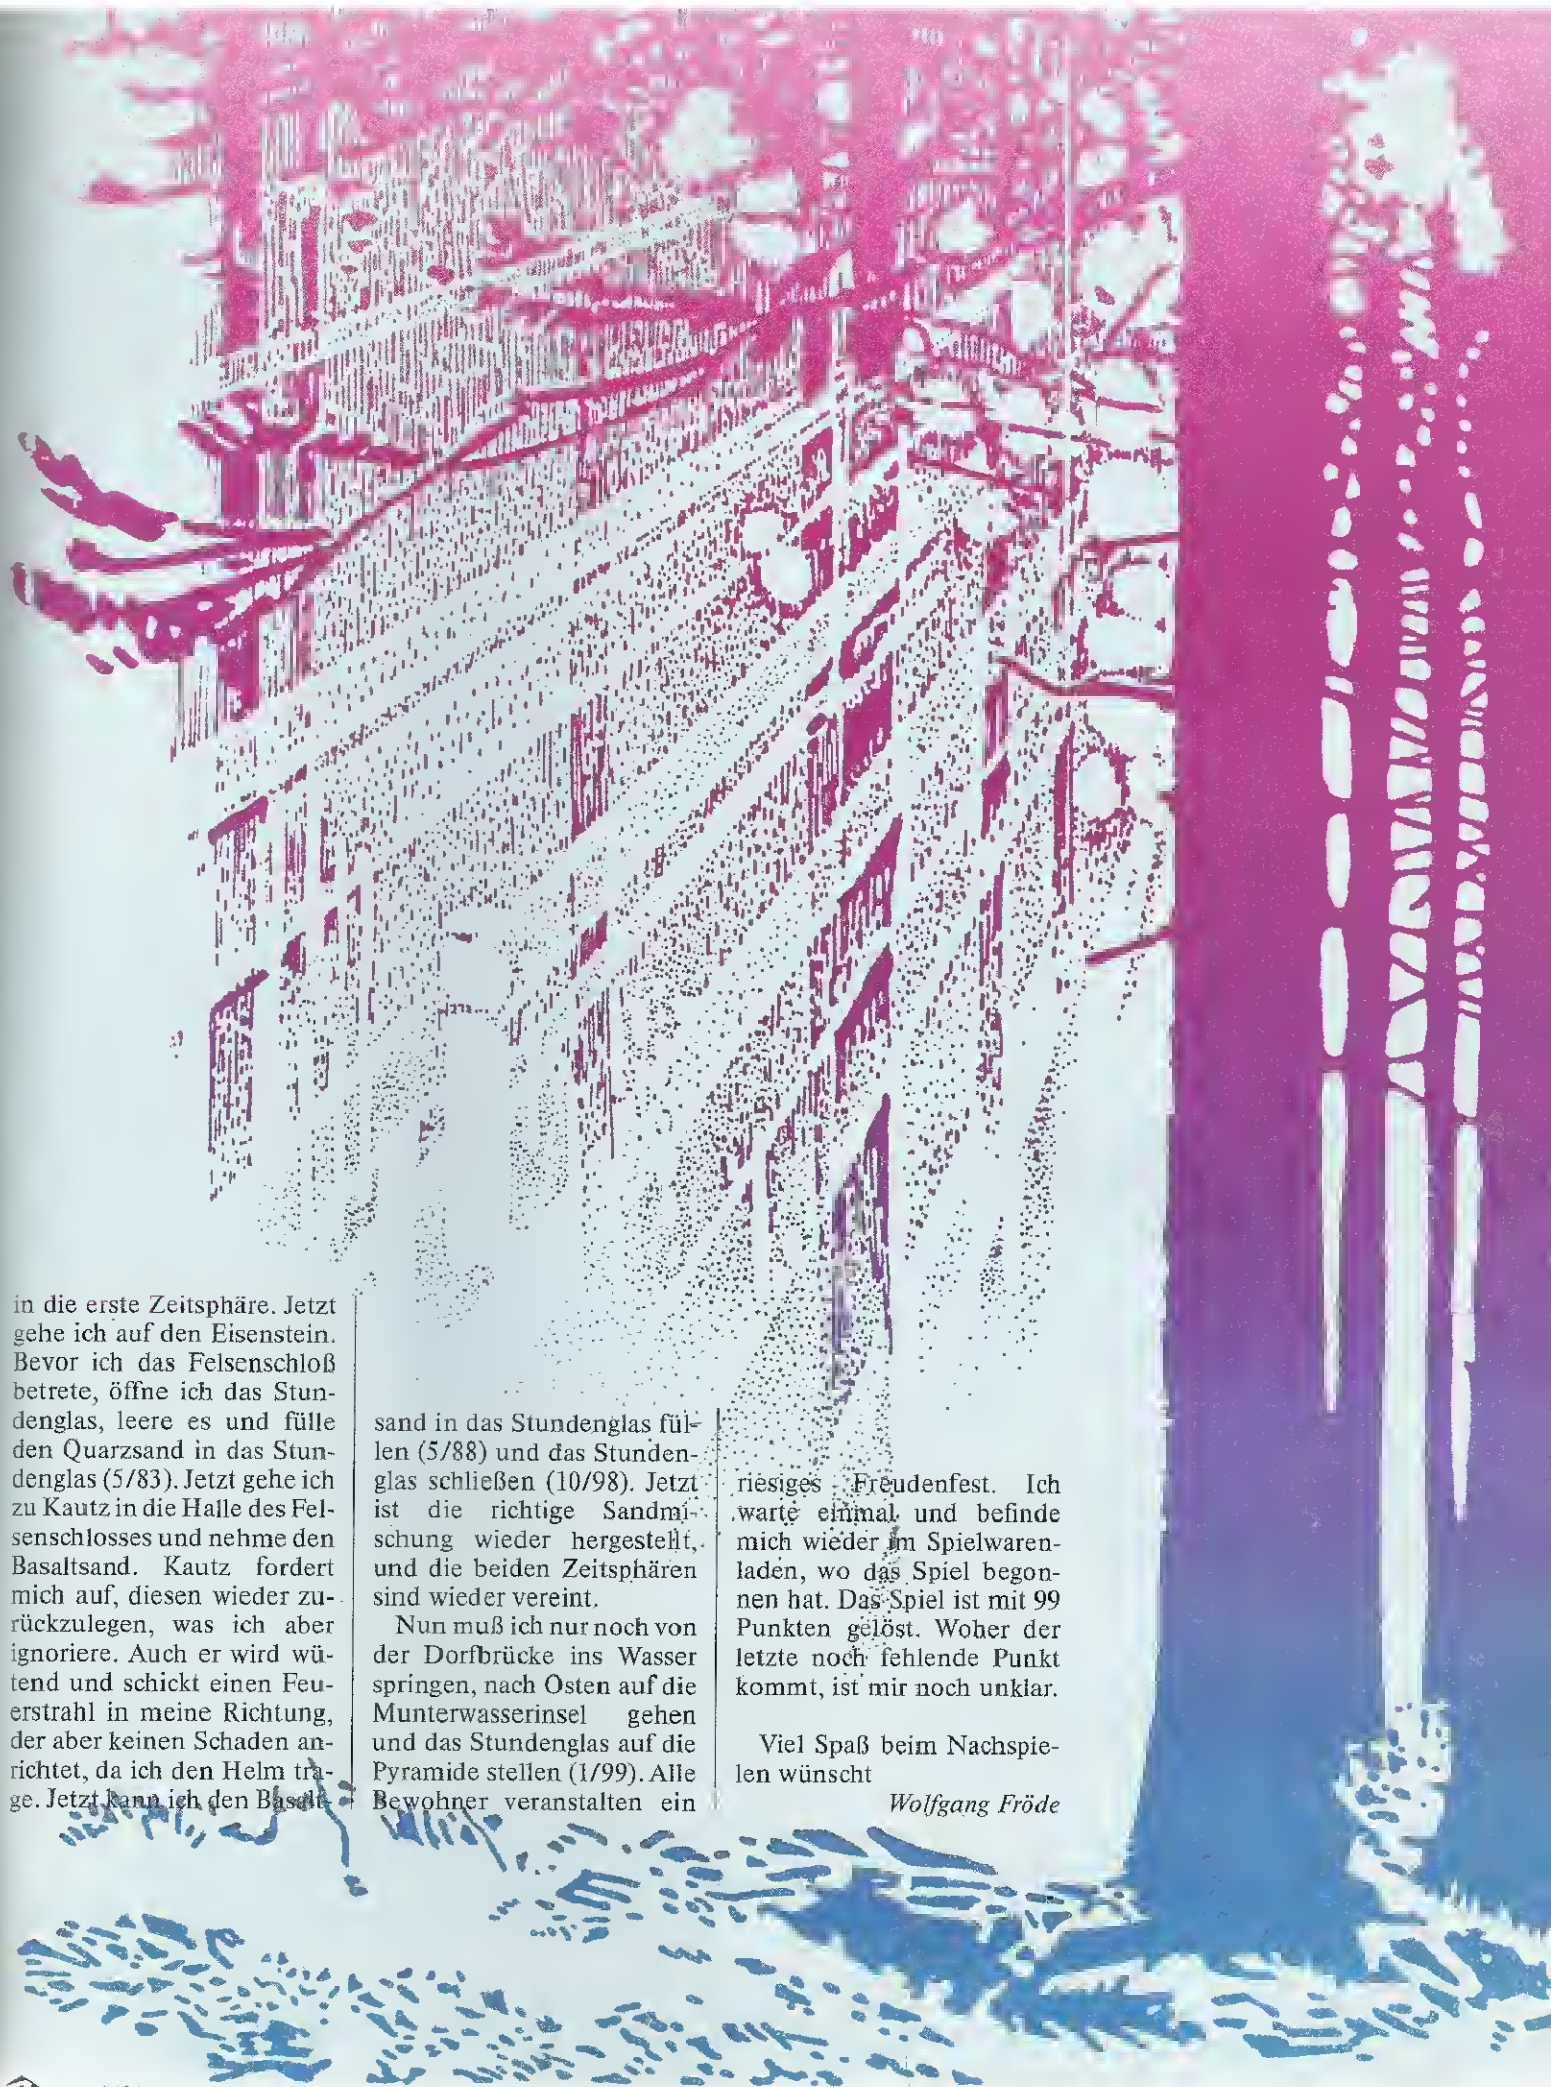 in die erste Zeitsphäre. Jetzt
gehe ich auf den Eisenstein.
Bevor ich das Felsenschloß
betrete, öffne ich das Stun-
denglas, leere es und fülle
den Quarzsand in das Stun-
denglas (5/83). Jetzt gehe ich
zu Kautz in die Halle des Fel-
senschlosses und nehme den
Basaltsand. Kautz fordert
mich auf, diesen wieder zu-
rückzulegen, was ich aber
ignoriere. Auch er wird wü-
tend und schickt einen Feu-
erstrahl in meine Richtung,
der aber keinen Schaden an-
richtet, da ich den Helm tra-
ge. Jetzt kann ich den Basalt-
sand in das Stundenglas fül-
len (5/88) und das Stunden-
glas schließen (10/98). Jetzt
ist die richtige Sandmi-
schung wieder hergestellt,
und die beiden Zeitsphären
sind wieder vereint.
Nun muß ich nur noch von
der Dorfbrücke ins Wasser
springen, nach Osten auf die
Munterwasserinsel gehen
und das Stundenglas auf die
Pyramide stellen (1/99). Alle
Bewohner veranstalten ein
riesiges Freudenfest. Ich
warte einmal und befinde
mich wieder im Spielwaren-
laden, wo das Spiel begon-
nen hat. Das Spiel ist mit 99
Punkten gelöst. Woher der
letzte noch fehlende Punkt
kommt, ist mir noch unklar.
Viel Spaß beim Nachspie-
len wünscht
Wolfgang Fröde